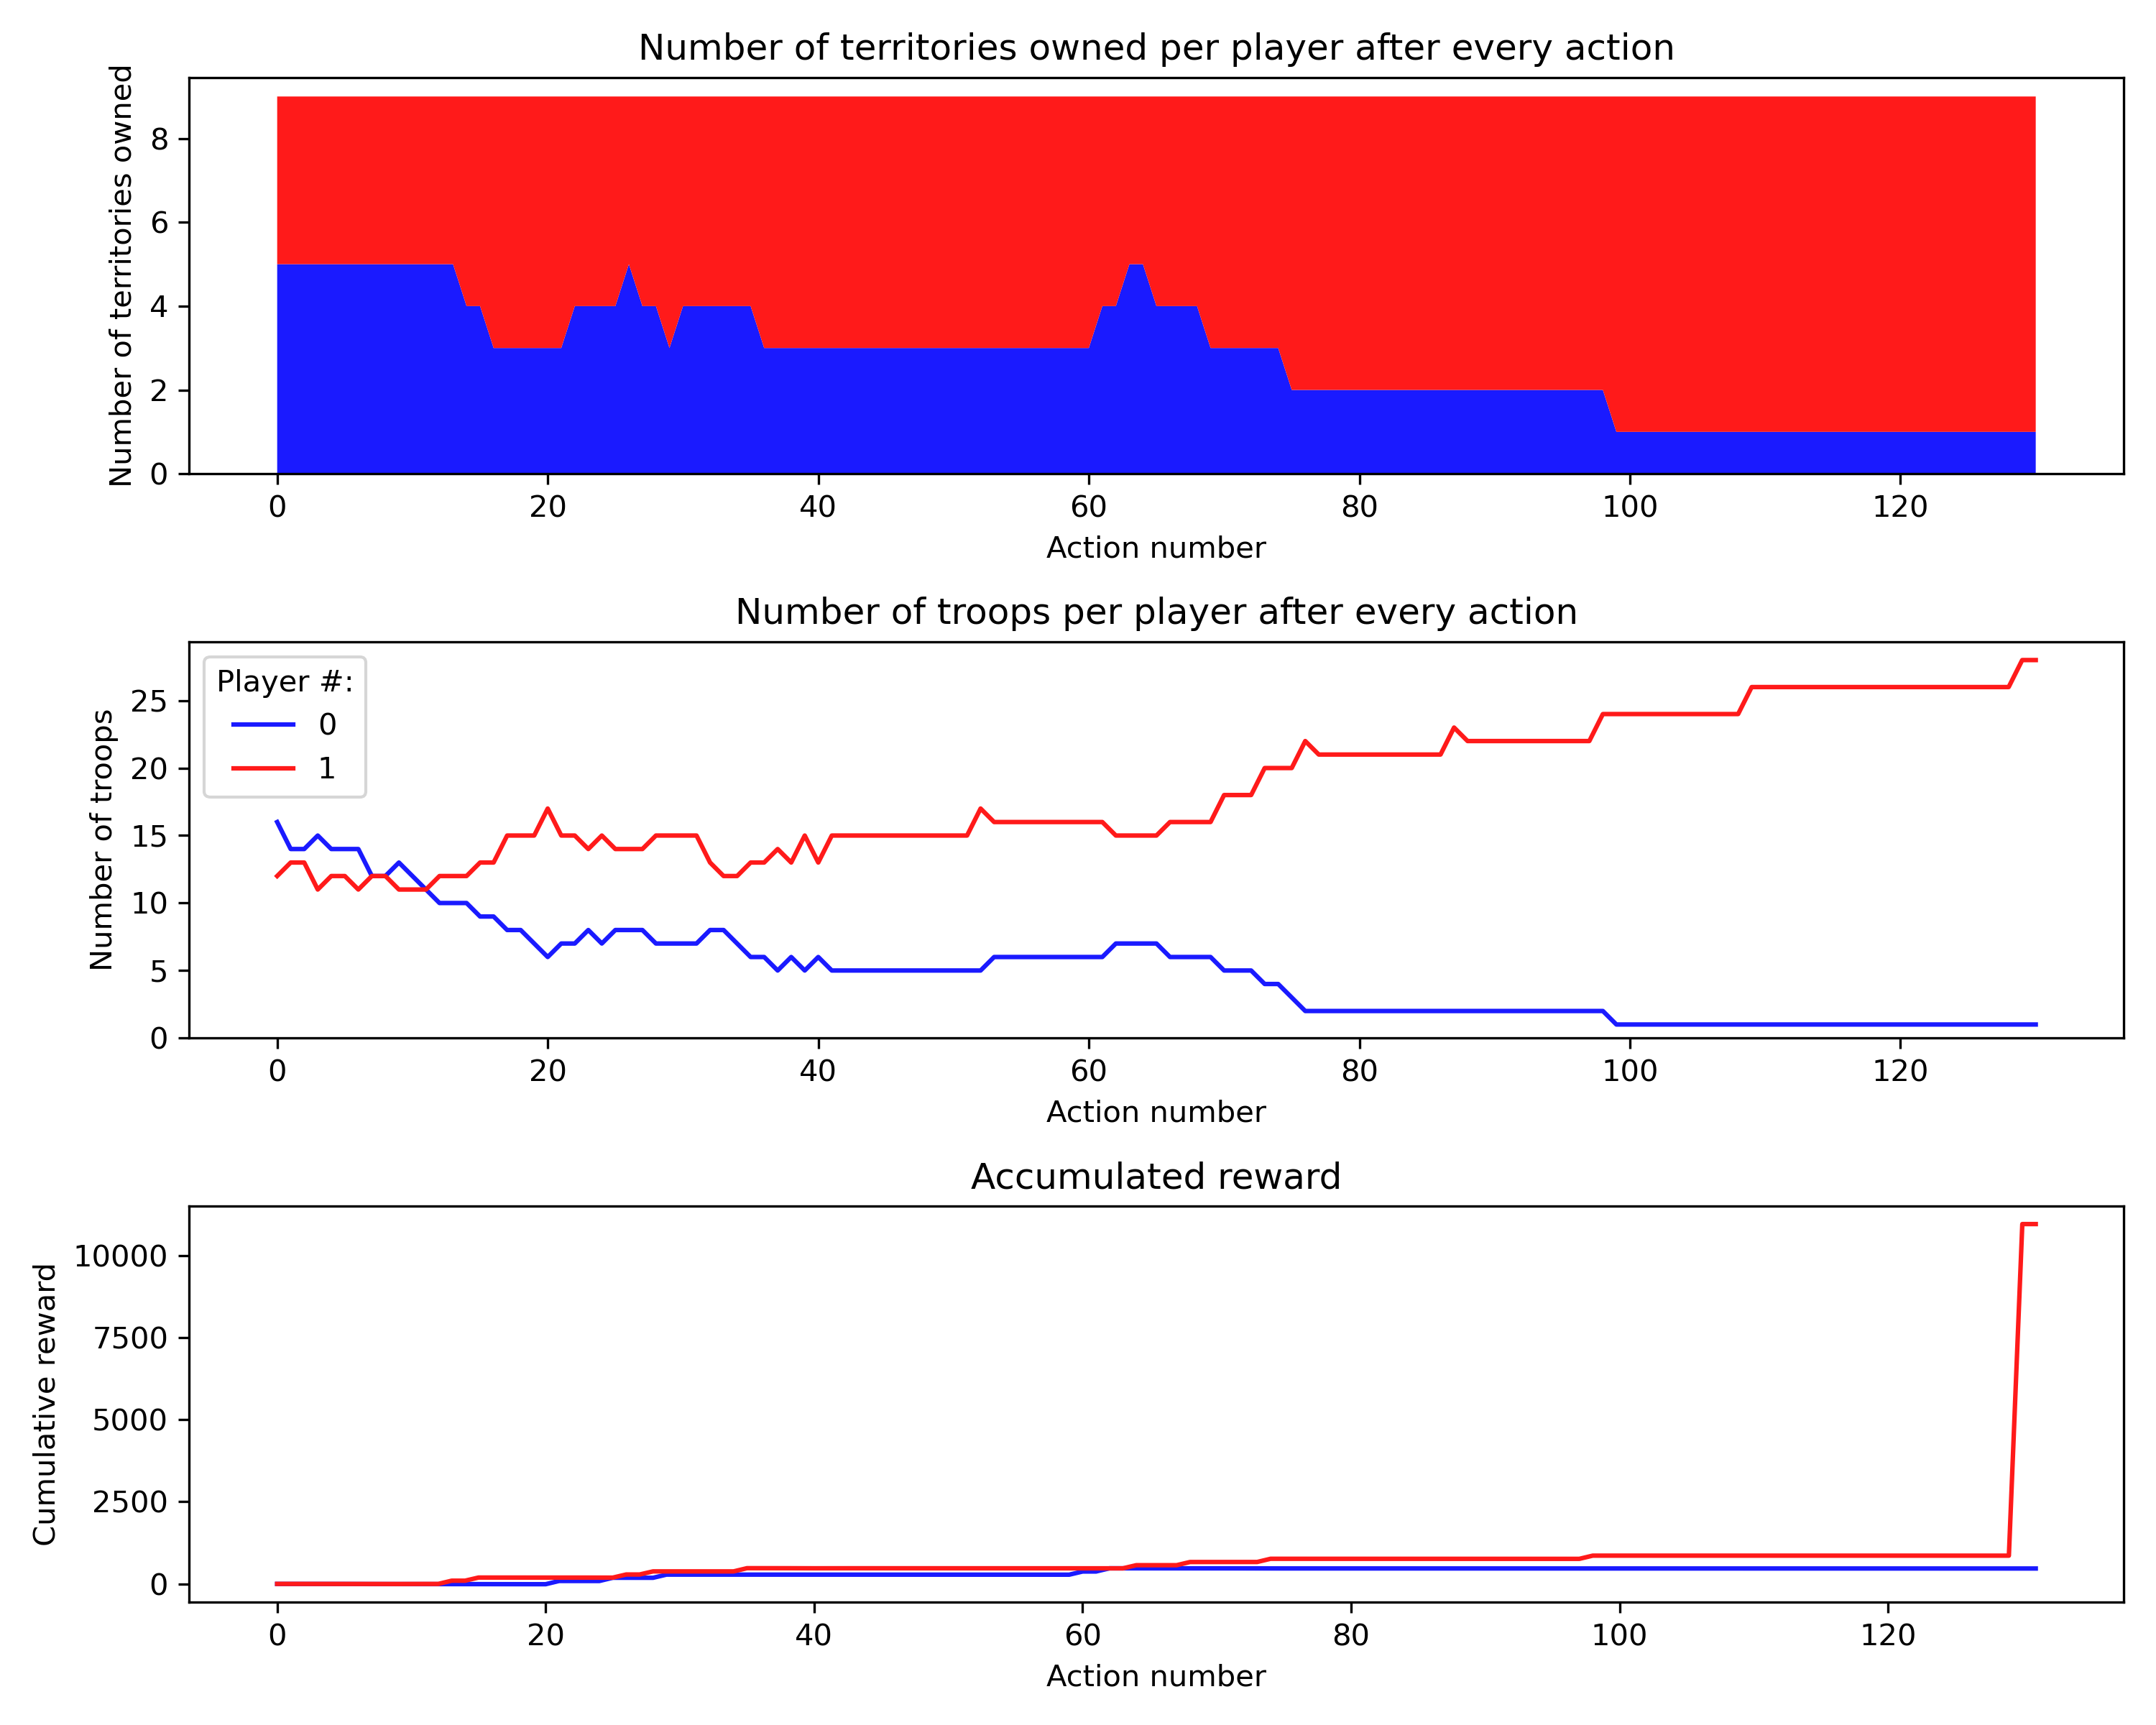 Number of territories owned per player after every action
Number of territories owned
8
6
4
2
0
0 20 40 60 80 100 120
Action number
Number of troops per player after every action
Number of troops
Player #:
0
1
25
20
15
10
5
0
0 20 40 60 80 100 120
Action number
Accumulated reward
Cumulative reward
10000
7500
5000
2500
0
0 20 40 60 80 100 120
Action number